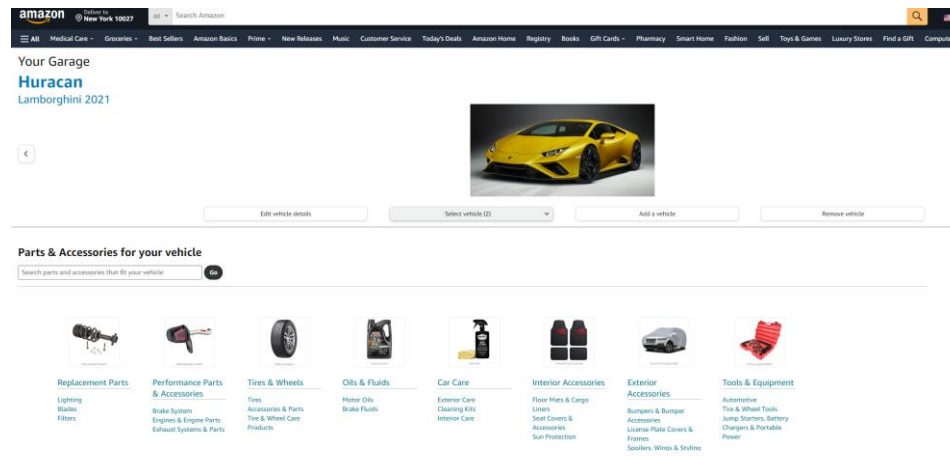 amazon
Deliver to
New York 10027
All
Search Amazon
All Medical Care Groceries Best Sellers Amazon Basics Prime New Releases Music Customer Service Today's Deals Amazon Home Registry Books Gift Cards Pharmacy Smart Home Fashion Sell Toys & Games Luxury Stores Find a Gift Compute
Your Garage
Huracan
Lamborghini 2021
Edit vehicle details
Select vehicle (2)
Add a vehicle
Remove vehicle
Parts & Accessories for your vehicle
Search parts and accessories that fit your vehicle
Go
Replacement Parts
Lighting
Blades
Filters
Performance Parts
& Accessories
Brake System
Engines & Engine Parts
Exhaust Systems & Parts
Tires & Wheels
Tires
Accessories & Parts
Tire & Wheel Care
Products
Oils & Fluids
Motor Oils
Brake Fluids
Car Care
Exterior Care
Cleaning Kits
Interior Care
Interior Accessories
Floor Mats & Cargo
Liners
Seat Covers &
Accessories
Sun Protection
Exterior
Accessories
Bumpers & Bumper
Accessories
License Plate Covers &
Frames
Spoilers, Wings & Styling
Tools & Equipment
Automotive
Tire & Wheel Tools
Jump Starters, Battery
Chargers & Portable
Power